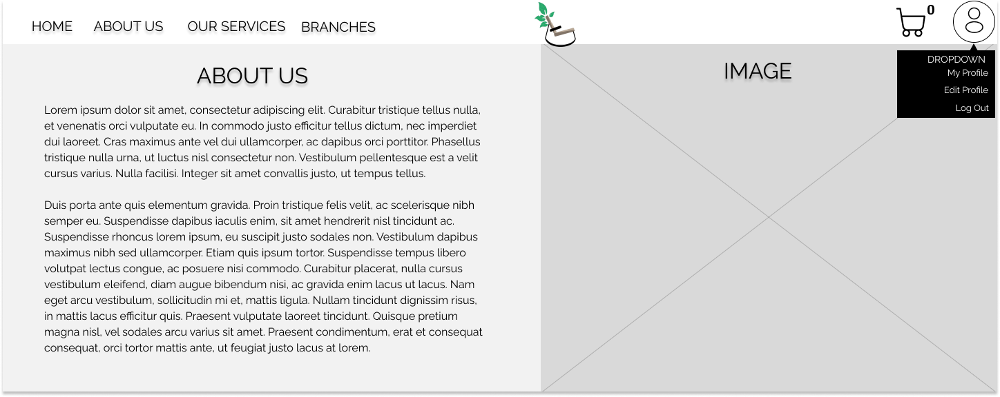 HOME ABOUT US OUR SERVICES BRANCHES 0
ABOUT US
Lorem ipsum dolor sit amet, consectetur adipiscing elit. Curabitur tristique tellus nulla,
et venenatis orci vulputate eu. In commodo justo efficitur tellus dictum, nec imperdiet
dui laoreet. Cras maximus ante vel dui ullamcorper, ac dapibus orci porttitor. Phasellus
tristique nulla urna, ut luctus nisl consectetur non. Vestibulum pellentesque est a velit
cursus varius. Nulla facilisi. Integer sit amet convallis justo, ut tempus tellus.
Duis porta ante quis elementum gravida. Proin tristique felis velit, ac scelerisque nibh
semper eu. Suspendisse dapibus iaculis enim, sit amet hendrerit nisl tincidunt ac.
Suspendisse rhoncus lorem ipsum, eu suscipit justo sodales non. Vestibulum dapibus
maximus nibh sed ullamcorper. Etiam quis ipsum tortor. Suspendisse tempus libero
volutpat lectus congue, ac posuere nisi commodo. Curabitur placerat, nulla cursus
vestibulum eleifend, diam augue bibendum nisi, ac gravida enim lacus ut lacus. Nam
eget arcu vestibulum, sollicitudin mi et, mattis ligula. Nullam tincidunt dignissim risus,
in mattis lacus efficitur quis. Praesent vulputate laoreet tincidunt. Quisque pretium
magna nisl, vel sodales arcu varius sit amet. Praesent condimentum, erat et consequat
consequat, orci tortor mattis ante, ut feugiat justo lacus at lorem.
IMAGE
DROPDOWN
My Profile
Edit Profile
Log Out